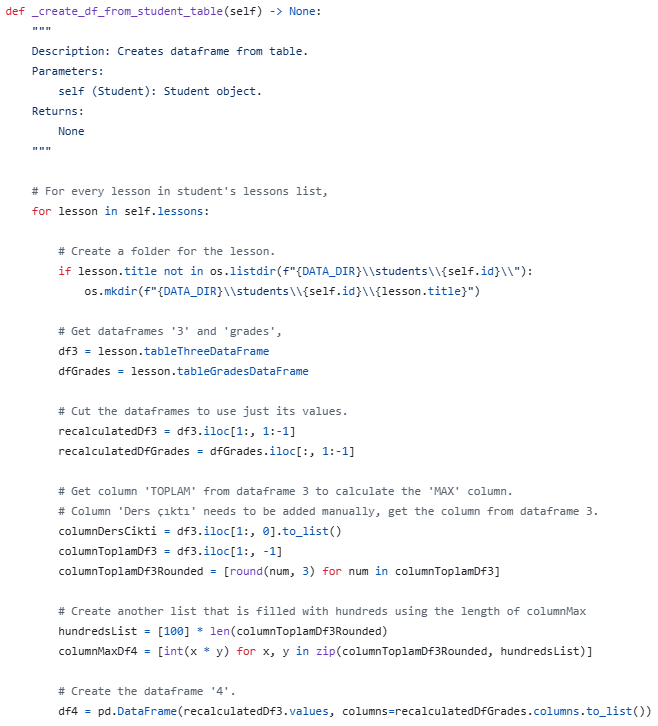 def _create_df_from_student_table(self) -> None:
    """
    Description: Creates dataframe from table.
    Parameters:
        self (Student): Student object.
    Returns:
        None
    """

    # For every lesson in student's lessons list,
    for lesson in self.lessons:

        # Create a folder for the lesson.
        if lesson.title not in os.listdir(f"{DATA_DIR}\\students\\{self.id}\\"):
            os.mkdir(f"{DATA_DIR}\\students\\{self.id}\\{lesson.title}")

        # Get dataframes '3' and 'grades',
        df3 = lesson.tableThreeDataFrame
        dfGrades = lesson.tableGradesDataFrame

        # Cut the dataframes to use just its values.
        recalculatedDf3 = df3.iloc[1:, 1:-1]
        recalculatedDfGrades = dfGrades.iloc[:, 1:-1]

        # Get column 'TOPLAM' from dataframe 3 to calculate the 'MAX' column.
        # Column 'Ders çıktı' needs to be added manually, get the column from dataframe 3.
        columnDersCikti = df3.iloc[1:, 0].to_list()
        columnToplamDf3 = df3.iloc[1:, -1]
        columnToplamDf3Rounded = [round(num, 3) for num in columnToplamDf3]

        # Create another list that is filled with hundreds using the length of columnMax
        hundredsList = [100] * len(columnToplamDf3Rounded)
        columnMaxDf4 = [int(x * y) for x, y in zip(columnToplamDf3Rounded, hundredsList)]

        # Create the dataframe '4'.
        df4 = pd.DataFrame(recalculatedDf3.values, columns=recalculatedDfGrades.columns.to_list())